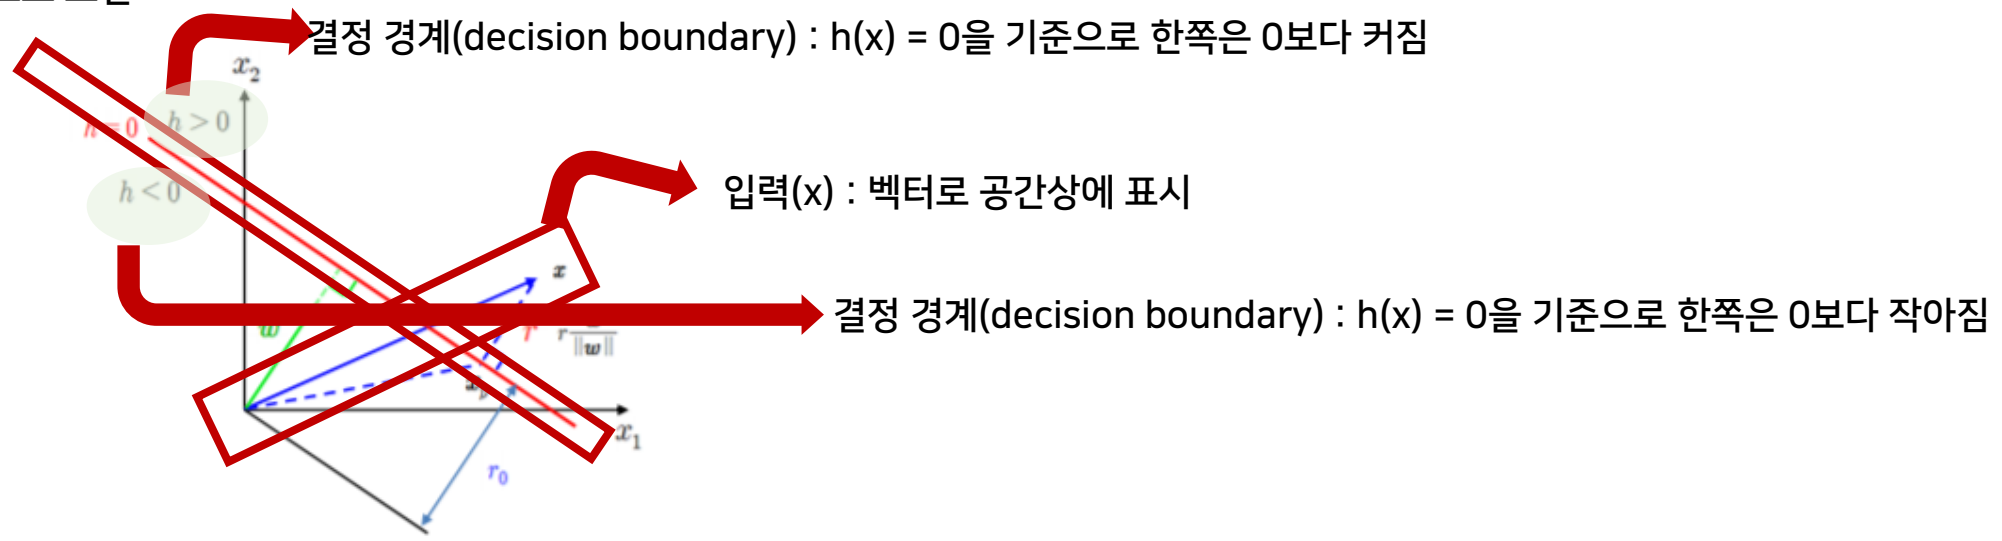 결정 경계(decision boundary) : h(x) = 0을 기준으로 한쪽은 0보다 커짐
x₂
h = 0
h > 0
h < 0
입력(x) : 벡터로 공간상에 표시
x
결정 경계(decision boundary) : h(x) = 0을 기준으로 한쪽은 0보다 작아짐
w
r
r
‖w‖
xₚ
x₁
r₀